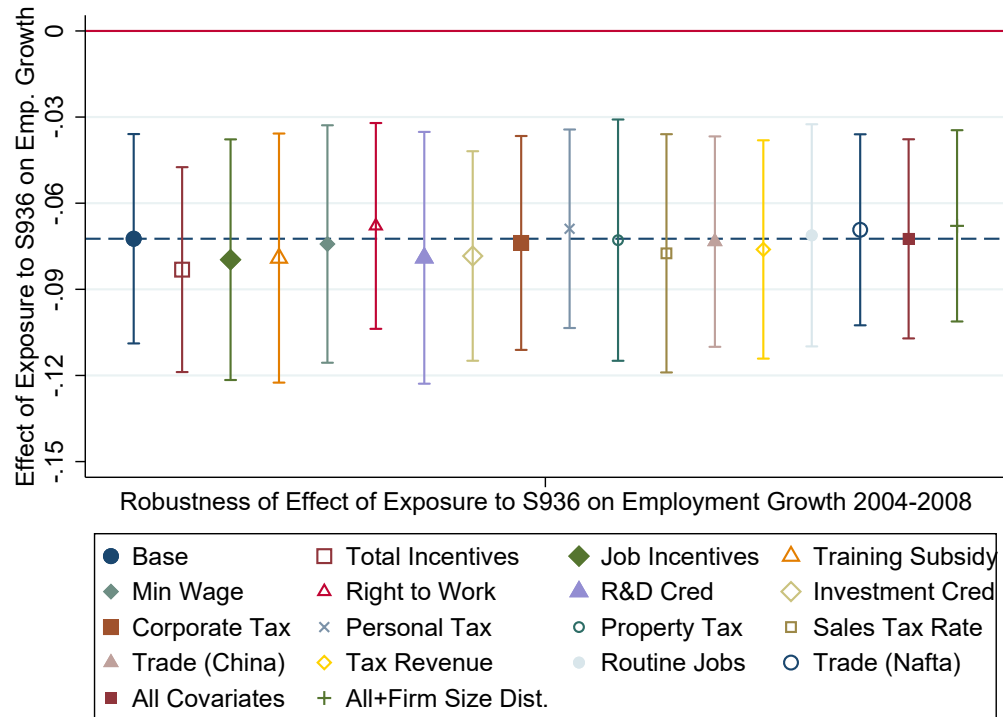 Effect of Exposure to S936 on Emp. Growth
0
-.03
-.06
-.09
-.12
-.15
Robustness of Effect of Exposure to S936 on Employment Growth 2004-2008
Base Total Incentives Job Incentives Training Subsidy
Min Wage Right to Work R&D Cred Investment Cred
Corporate Tax Personal Tax Property Tax Sales Tax Rate
Trade (China) Tax Revenue Routine Jobs Trade (Nafta)
All Covariates All+Firm Size Dist.